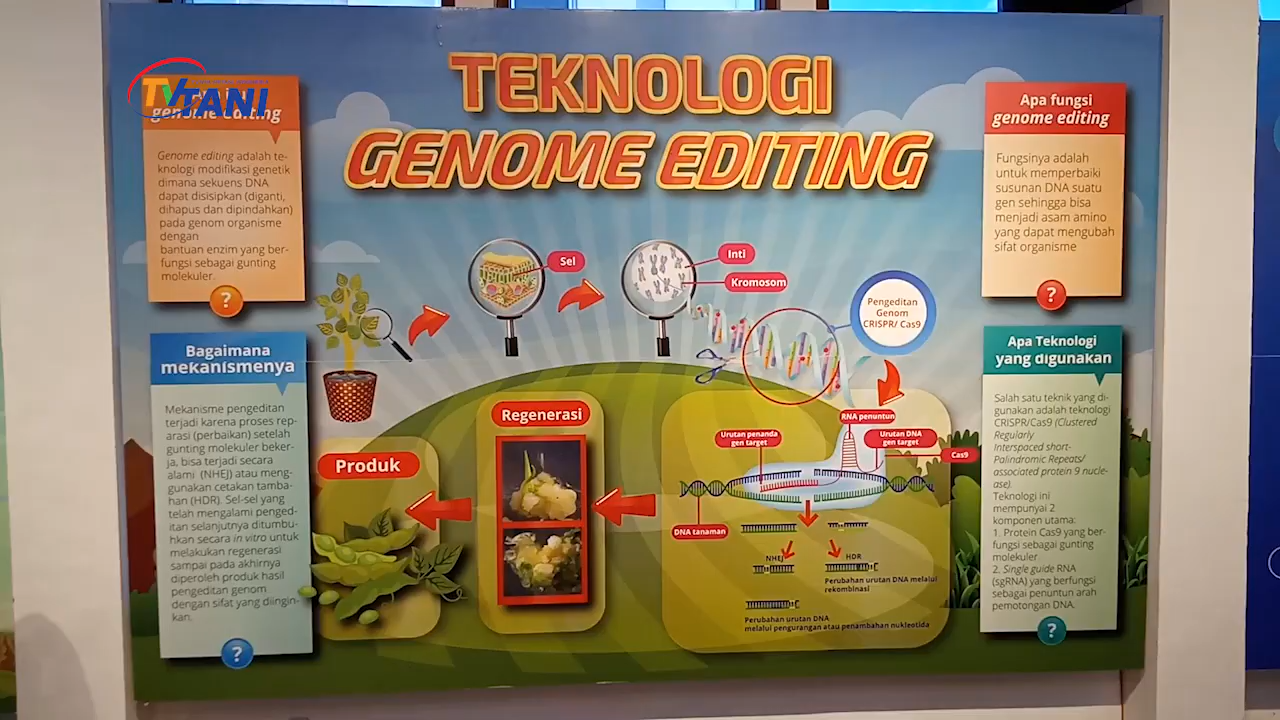 TEKNOLOGI
GENOME EDITING
TVTANI
genome editing
Genome editing adalah te-
knologi modifikasi genetik
dimana sekuens DNA
dapat disisipkan (diganti,
dihapus dan dipindahkan)
pada genom organisme
dengan
bantuan enzim yang ber-
fungsi sebagai gunting
molekuler.
?
Bagaimana
mekanismenya
Mekanisme pengeditan
terjadi karena proses rep-
arasi (perbaikan) setelah
gunting molekuler beker-
ja, bisa terjadi secara
alami (NHEJ) atau meng-
gunakan cetakan tamba-
han (HDR). Sel-sel yang
telah mengalami penged-
itan selanjutnya ditumbu-
hkan secara in vitro untuk
melakukan regenerasi
sampai pada akhirnya
diperoleh produk hasil
pengeditan genom
dengan sifat yang diingin-
kan.
?
Sel
Inti
Kromosom
Pengeditan
Genom
CRISPR/ Cas9
Produk
Regenerasi
RNA penuntun
Urutan penanda
gen target
Urutan DNA
gen target
Cas9
DNA tanaman
NHEJ
HDR
Perubahan urutan DNA melalui
rekombinasi
Perubahan urutan DNA
melalui pengurangan atau penambahan nukleotida
Apa fungsi
genome editing
Fungsinya adalah
untuk memperbaiki
susunan DNA suatu
gen sehingga bisa
menjadi asam amino
yang dapat mengubah
sifat organisme
?
Apa Teknologi
yang digunakan
Salah satu teknik yang di-
gunakan adalah teknologi
CRISPR/Cas9 (Clustered
Regularly
Interspaced short-
Palindromic Repeats/
associated protein 9 nucle-
ase).
Teknologi ini
mempunyai 2
komponen utama:
1. Protein Cas9 yang ber-
fungsi sebagai gunting
molekuler
2. Single guide RNA
(sgRNA) yang berfungsi
sebagai penuntun arah
pemotongan DNA.
?